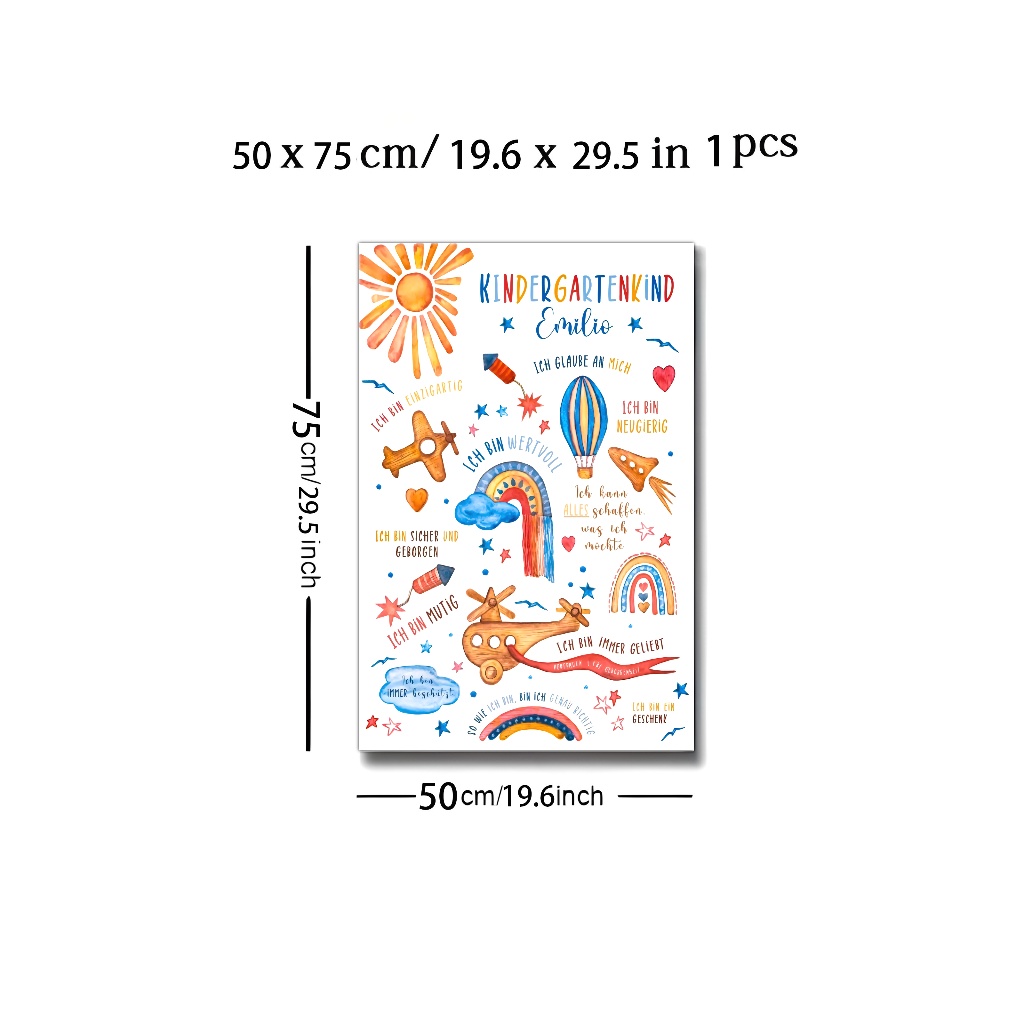 50 x 75 cm/ 19.6 x 29.5 in 1 pcs
75cm/29.5 inch
KINDERGARTENKIND
Emilio
ICH GLAUBE AN MICH
ICH BIN EINZIGARTIG
ICH BIN
NEUGIERIG
ICH BIN WERTVOLL
Ich kann
ALLES schaffen,
was ich
möchte
ICH BIN SICHER UND
GEBORGEN
ICH BIN MUTIG
ICH BIN IMMER GELIEBT
Ich bin
IMMER beschützt
SO WIE ICH BIN, BIN ICH GENAU RICHTIG
ICH BIN EIN
GESCHENK
50cm/19.6inch